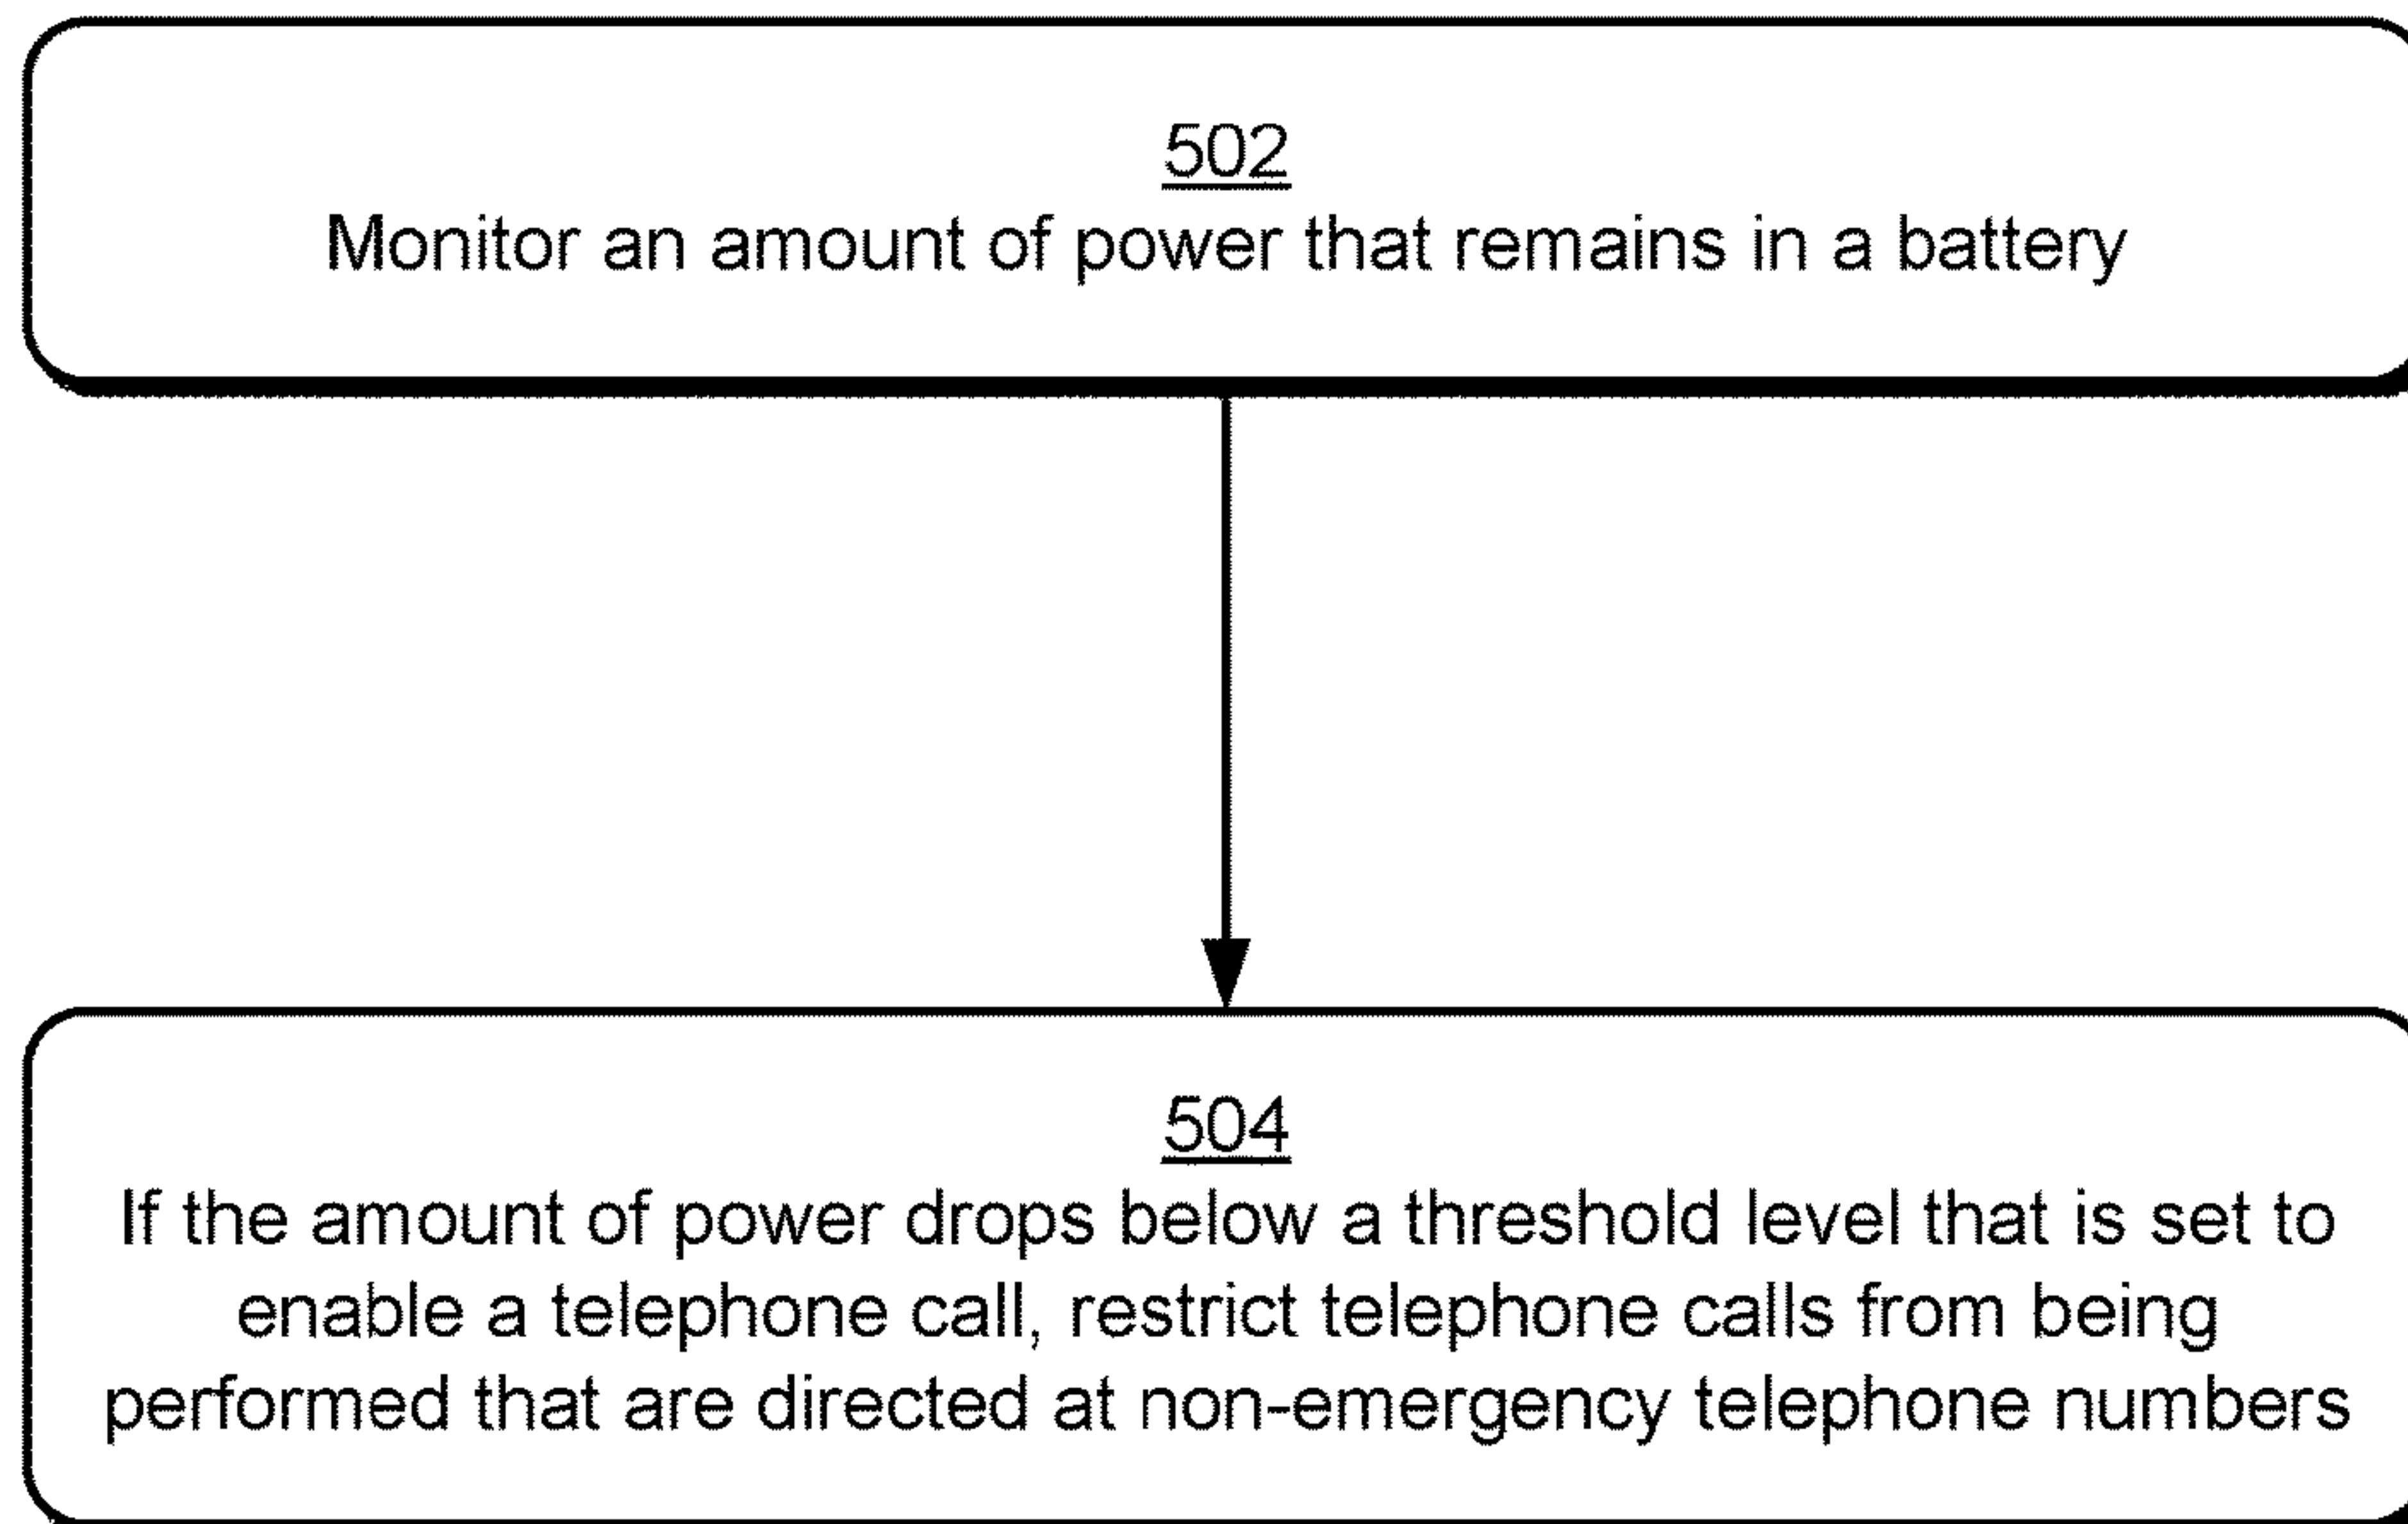 502
Monitor an amount of power that remains in a battery
504
If the amount of power drops below a threshold level that is set to
enable a telephone call, restrict telephone calls from being
performed that are directed at non-emergency telephone numbers